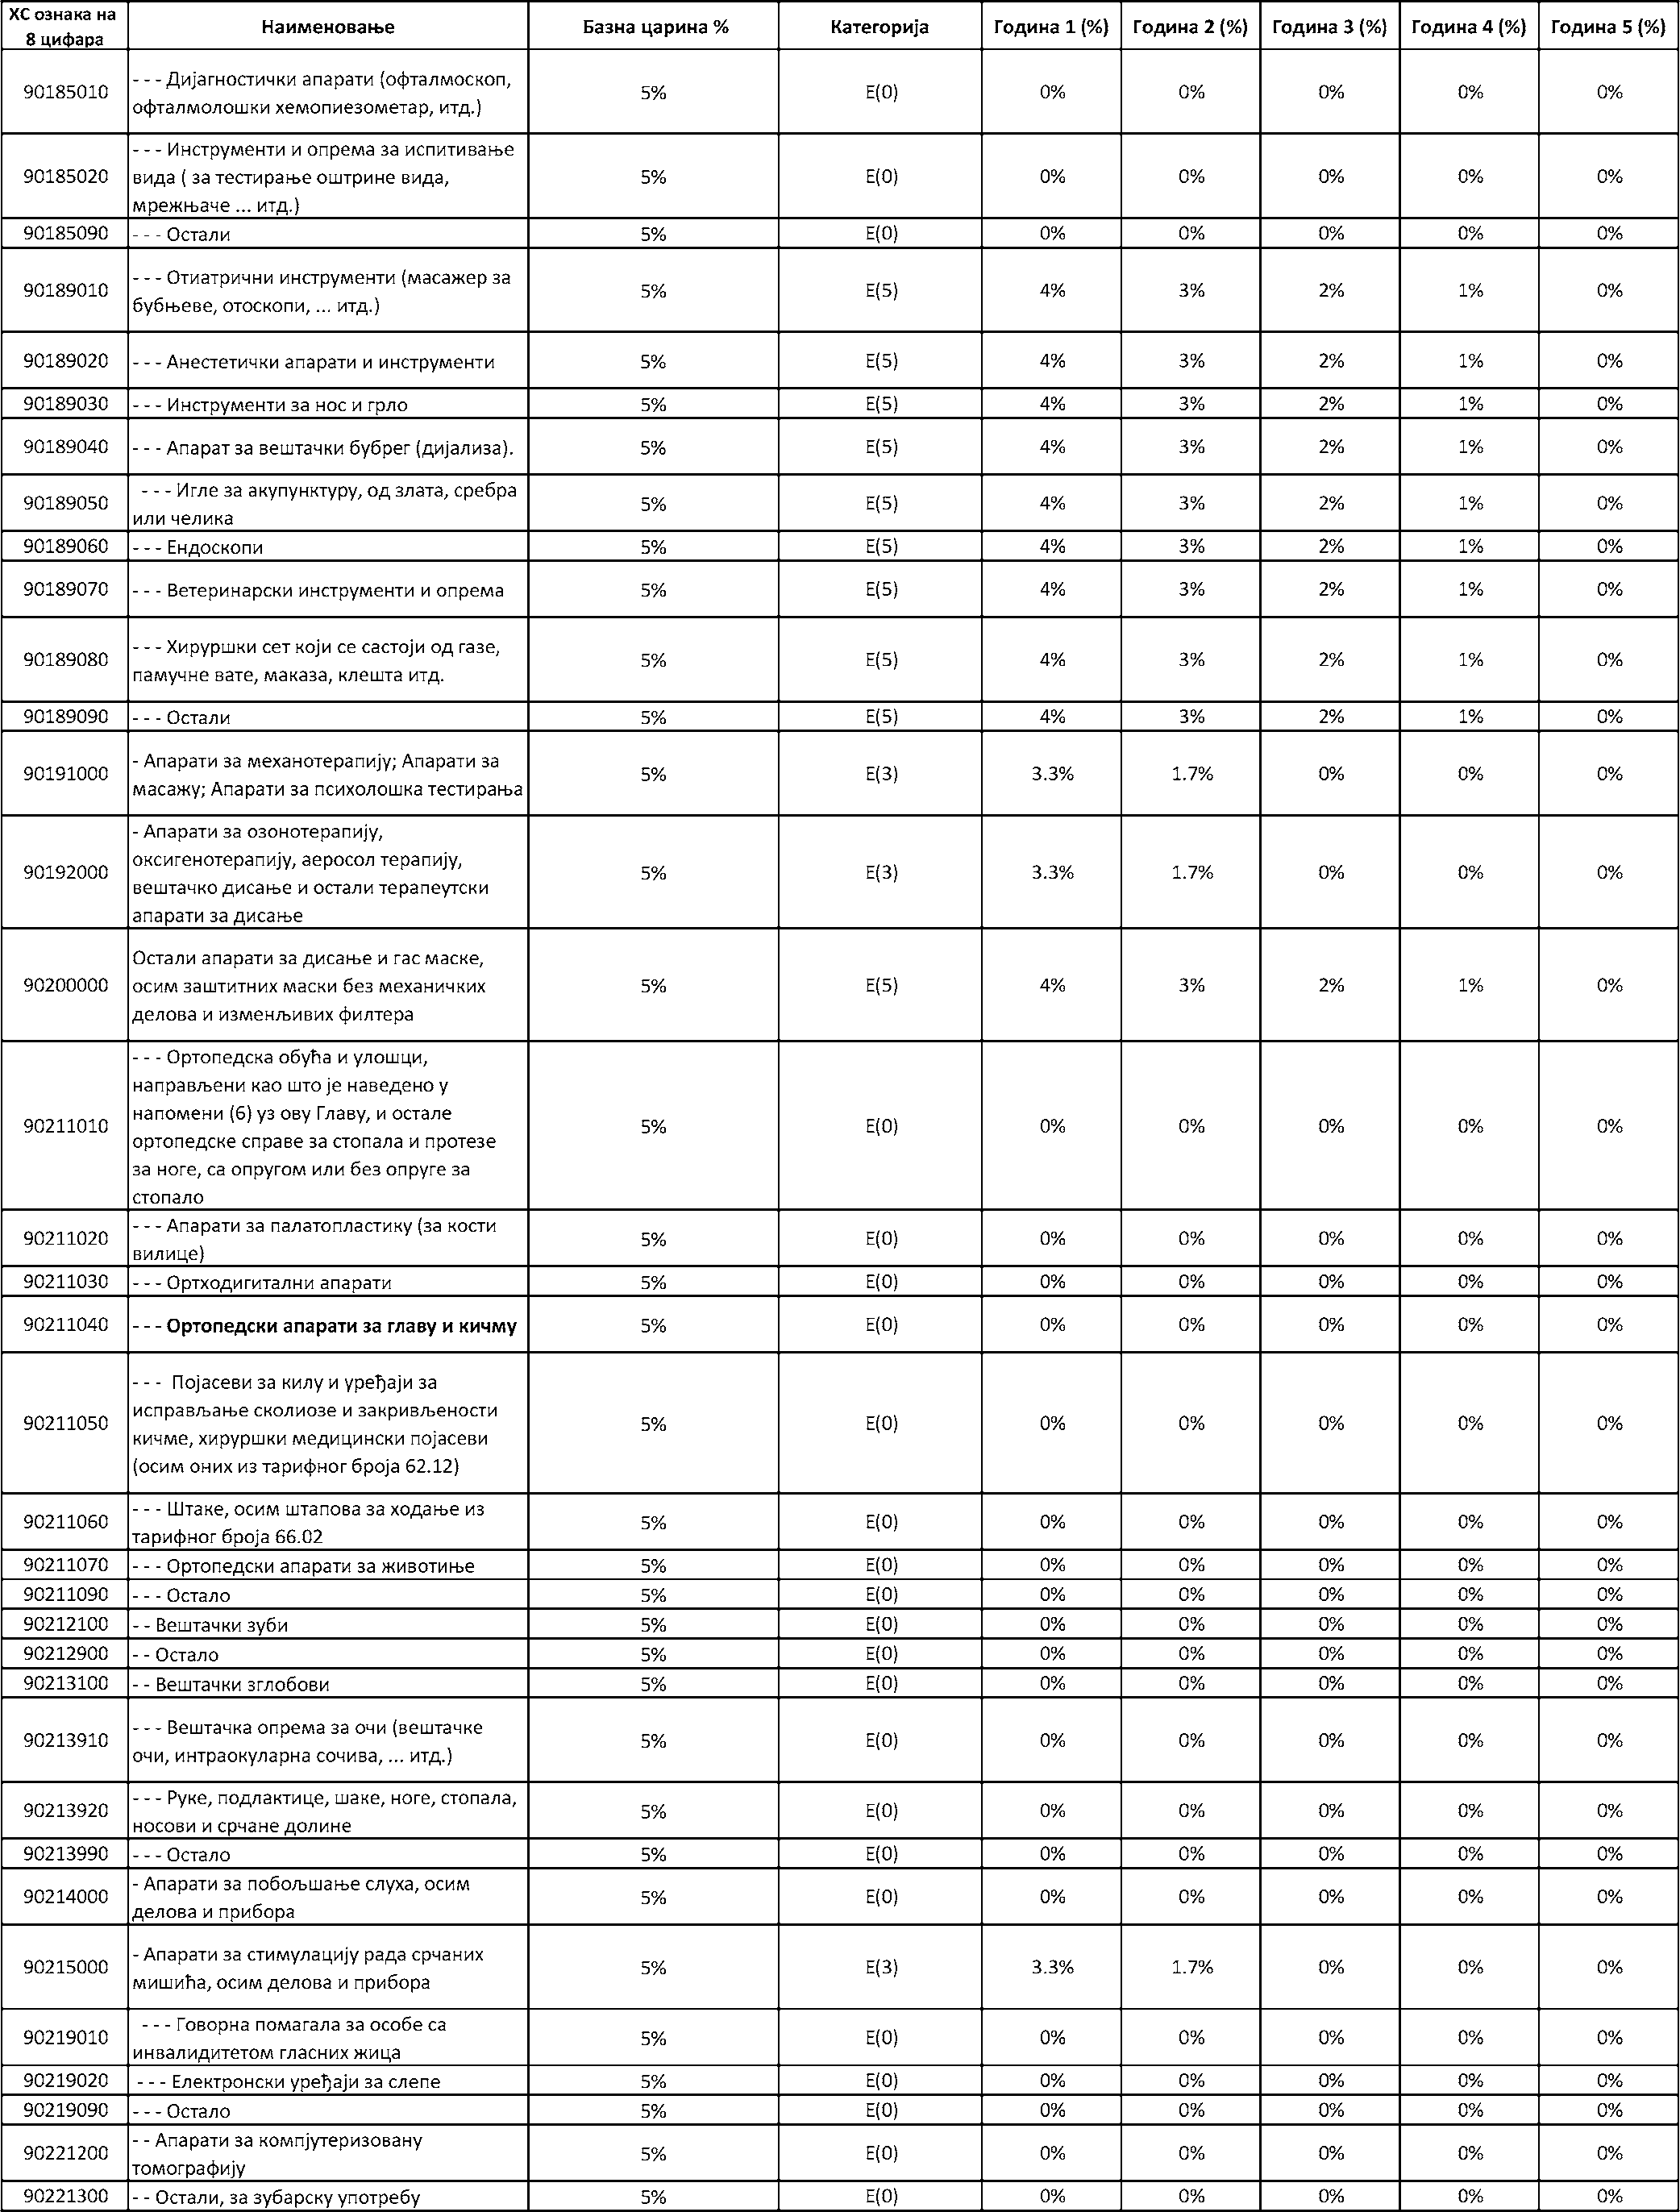 ХС ознака на 8 цифара	Наименовање	Базна царина %	Категорија	Година 1 (%)	Година 2 (%)	Година 3 (%)	Година 4 (%)	Година 5 (%)
90185010	- - - Дијагностички апарати (офталмоскоп,
офталмолошки хемопиезометар, итд.)	5%	Е(0)	0%	0%	0%	0%	0%
90185020	- - - Инструменти и опрема за испитивање
вида ( за тестирање оштрине вида,
мрежњаче ... итд.)	5%	Е(0)	0%	0%	0%	0%	0%
90185090	- - - Остали	5%	Е(0)	0%	0%	0%	0%	0%
90189010	- - - Отиатрични инструменти (масажер за
бубњеве, отоскопи, ... итд.)	5%	Е(5)	4%	3%	2%	1%	0%
90189020	- - - Анестетички апарати и инструменти	5%	Е(5)	4%	3%	2%	1%	0%
90189030	- - - Инструменти за нос и грло	5%	Е(5)	4%	3%	2%	1%	0%
90189040	- - - Апарат за вештачки бубрег (дијализа).	5%	Е(5)	4%	3%	2%	1%	0%
90189050	- - - Игле за акупунктуру, од злата, сребра
или челика	5%	Е(5)	4%	3%	2%	1%	0%
90189060	- - - Ендоскопи	5%	Е(5)	4%	3%	2%	1%	0%
90189070	- - - Ветеринарски инструменти и опрема	5%	Е(5)	4%	3%	2%	1%	0%
90189080	- - - Хируршки сет који се састоји од газе,
памучне вате, маказа, клешта итд.	5%	Е(5)	4%	3%	2%	1%	0%
90189090	- - - Остали	5%	Е(5)	4%	3%	2%	1%	0%
90191000	- Апарати за механотерапију; Апарати за
масажу; Апарати за психолошка тестирања	5%	Е(3)	3.3%	1.7%	0%	0%	0%
90192000	- Апарати за озонотерапију,
оксигенотерапију, аеросол терапију,
вештачко дисање и остали терапеутски
апарати за дисање	5%	Е(3)	3.3%	1.7%	0%	0%	0%
90200000	Остали апарати за дисање и гас маске,
осим заштитних маски без механичких
делова и изменљивих филтера	5%	Е(5)	4%	3%	2%	1%	0%
90211010	- - - Ортопедска обућа и улошци,
направљени као што је наведено у
напомени (6) уз ову Главу, и остале
ортопедске справе за стопала и протезе
за ноге, са опругом или без опруге за
стопало	5%	Е(0)	0%	0%	0%	0%	0%
90211020	- - - Апарати за палатопластику (за кости
вилице)	5%	Е(0)	0%	0%	0%	0%	0%
90211030	- - - Ортходигитални апарати	5%	Е(0)	0%	0%	0%	0%	0%
90211040	- - - Ортопедски апарати за главу и кичму	5%	Е(0)	0%	0%	0%	0%	0%
90211050	- - - Појасеви за килу и уређаји за
исправљање сколиозе и закривљености
кичме, хируршки медицински појасеви
(осим оних из тарифног броја 62.12)	5%	Е(0)	0%	0%	0%	0%	0%
90211060	- - - Штаке, осим штапова за ходање из
тарифног броја 66.02	5%	Е(0)	0%	0%	0%	0%	0%
90211070	- - - Ортопедски апарати за животиње	5%	Е(0)	0%	0%	0%	0%	0%
90211090	- - - Остало	5%	Е(0)	0%	0%	0%	0%	0%
90212100	- - Вештачки зуби	5%	Е(0)	0%	0%	0%	0%	0%
90212900	- - Остало	5%	Е(0)	0%	0%	0%	0%	0%
90213100	- - Вештачки зглобови	5%	Е(0)	0%	0%	0%	0%	0%
90213910	- - - Вештачка опрема за очи (вештачке
очи, интраокуларна сочива, ... итд.)	5%	Е(0)	0%	0%	0%	0%	0%
90213920	- - - Руке, подлактице, шаке, ноге, стопала,
носови и срчане долине	5%	Е(0)	0%	0%	0%	0%	0%
90213990	- - - Остало	5%	Е(0)	0%	0%	0%	0%	0%
90214000	- Апарати за побољшање слуха, осим
делова и прибора	5%	Е(0)	0%	0%	0%	0%	0%
90215000	- Апарати за стимулацију рада срчаних
мишића, осим делова и прибора	5%	Е(3)	3.3%	1.7%	0%	0%	0%
90219010	- - - Говорна помагала за особе са
инвалидитетом гласних жица	5%	Е(0)	0%	0%	0%	0%	0%
90219020	- - - Електронски уређаји за слепе	5%	Е(0)	0%	0%	0%	0%	0%
90219090	- - - Остало	5%	Е(0)	0%	0%	0%	0%	0%
90221200	- - Апарати за компјутеризовану
томографију	5%	Е(0)	0%	0%	0%	0%	0%
90221300	- - Остали, за зубарску употребу	5%	Е(0)	0%	0%	0%	0%	0%